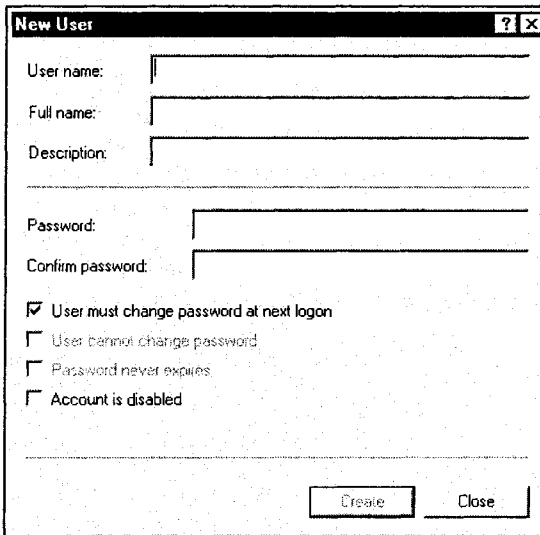 New User
User name:
Full name:
Description:
Password:
Confirm password:
User must change password at next logon
User cannot change password
Password never expires
Account is disabled
Create Close